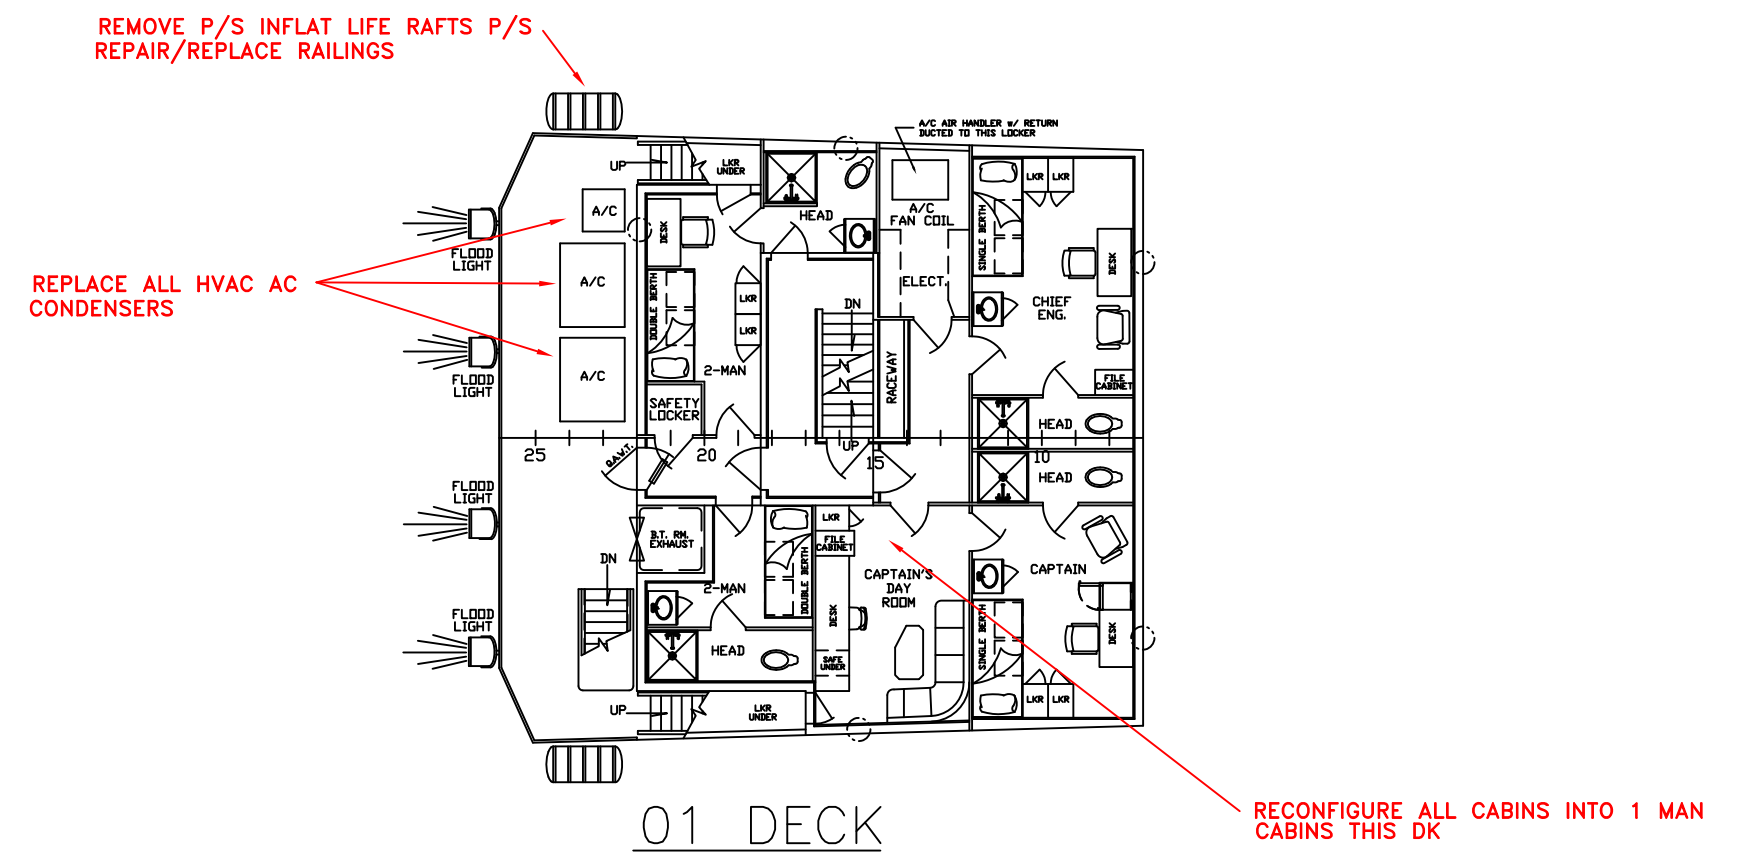 REMOVE P/S INFLAT LIFE RAFTS P/S
REPAIR/REPLACE RAILINGS
A/C AIR HANDLER w/ RETURN
DUCTED TO THIS LOCKER
UP
LKR
UNDER
A/C
HEAD
A/C
FAN COIL
LKR
LKR
SINGLE BERTH
DESK
DESK
FLOOD
LIGHT
REPLACE ALL HVAC AC
CONDENSERS
A/C
DOUBLE BERTH
LKR
LKR
DN
ELECT.
CHIEF
ENG.
A/C
2-MAN
RACEWAY
FILE
CABINET
FLOOD
LIGHT
SAFETY
LOCKER
HEAD
UP
25
20
15
10
Q.A.W.T.
HEAD
FLOOD
LIGHT
B.T. RM.
EXHAUST
LKR
FILE
CABINET
DOUBLE BERTH
DN
2-MAN
CAPTAIN'S
DAY
ROOM
CAPTAIN
DESK
SINGLE BERTH
DESK
FLOOD
LIGHT
HEAD
SAFE
UNDER
LKR
LKR
UP
LKR
UNDER
RECONFIGURE ALL CABINS INTO 1 MAN
CABINS THIS DK
01 DECK